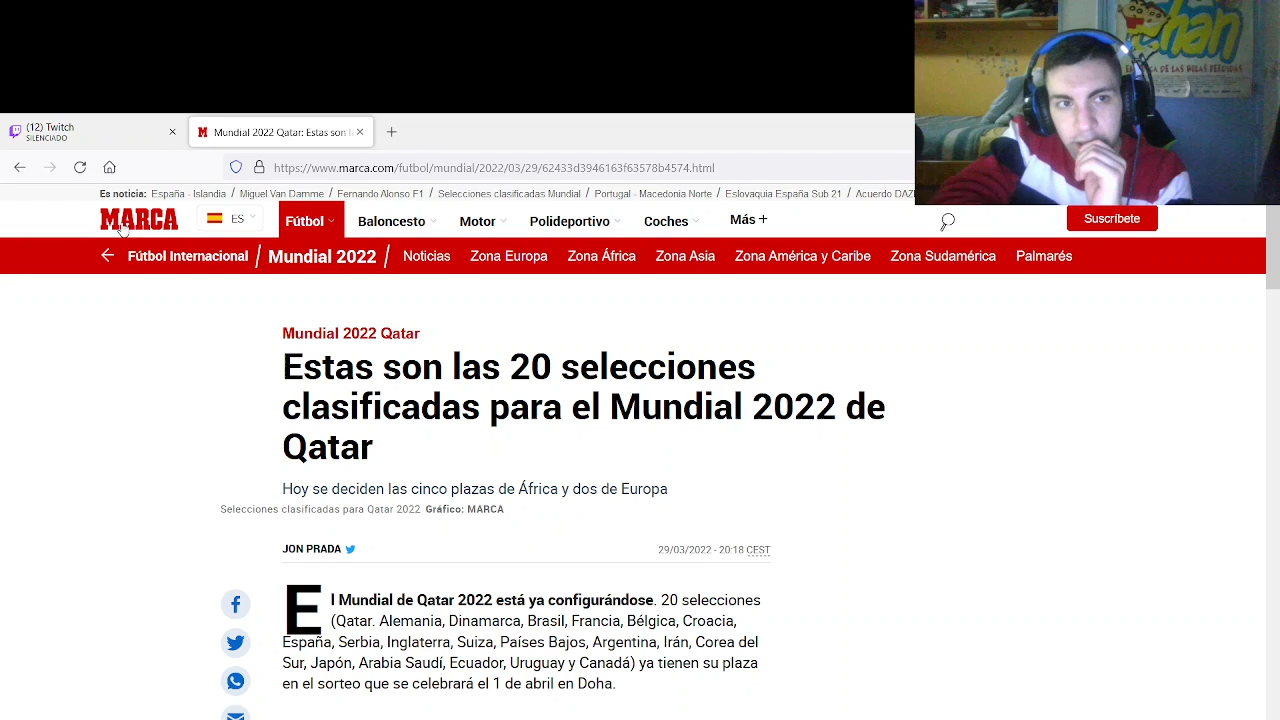 han
EN BUSCA DE LAS BOLAS PERDIDAS
(12) Twitch
SILENCIADO
Mundial 2022 Qatar: Estas son l
https://www.marca.com/futbol/mundial/2022/03/29/62433d3946163f63578b4574.html
Es noticia: España - Islandia / Miguel Van Damme / Fernando Alonso F1 / Selecciones clasificadas Mundial / Portugal - Macedonia Norte / Eslovaquia España Sub 21 / Acuerdo DAZN
MARCA ES Fútbol Baloncesto Motor Polideportivo Coches Más + Suscríbete
Fútbol Internacional / Mundial 2022 / Noticias Zona Europa Zona África Zona Asia Zona América y Caribe Zona Sudamérica Palmarés
Mundial 2022 Qatar
Estas son las 20 selecciones
clasificadas para el Mundial 2022 de
Qatar
Hoy se deciden las cinco plazas de África y dos de Europa
Selecciones clasificadas para Qatar 2022 Gráfico: MARCA
JON PRADA 29/03/2022 - 20:18 CEST
El Mundial de Qatar 2022 está ya configurándose. 20 selecciones
(Qatar. Alemania, Dinamarca, Brasil, Francia, Bélgica, Croacia,
España, Serbia, Inglaterra, Suiza, Países Bajos, Argentina, Irán, Corea del
Sur, Japón, Arabia Saudí, Ecuador, Uruguay y Canadá) ya tienen su plaza
en el sorteo que se celebrará el 1 de abril en Doha.